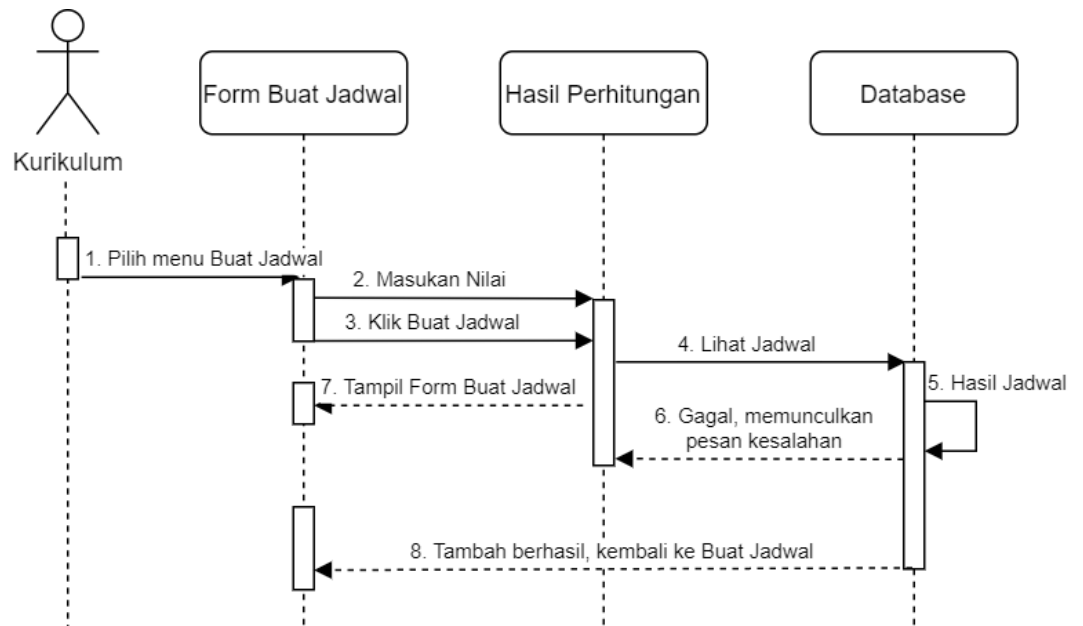 Form Buat Jadwal
Hasil Perhitungan
Database
Kurikulum
1. Pilih menu Buat Jadwal
2. Masukan Nilai
3. Klik Buat Jadwal
4. Lihat Jadwal
5. Hasil Jadwal
7. Tampil Form Buat Jadwal
6. Gagal, memunculkan
pesan kesalahan
8. Tambah berhasil, kembali ke Buat Jadwal